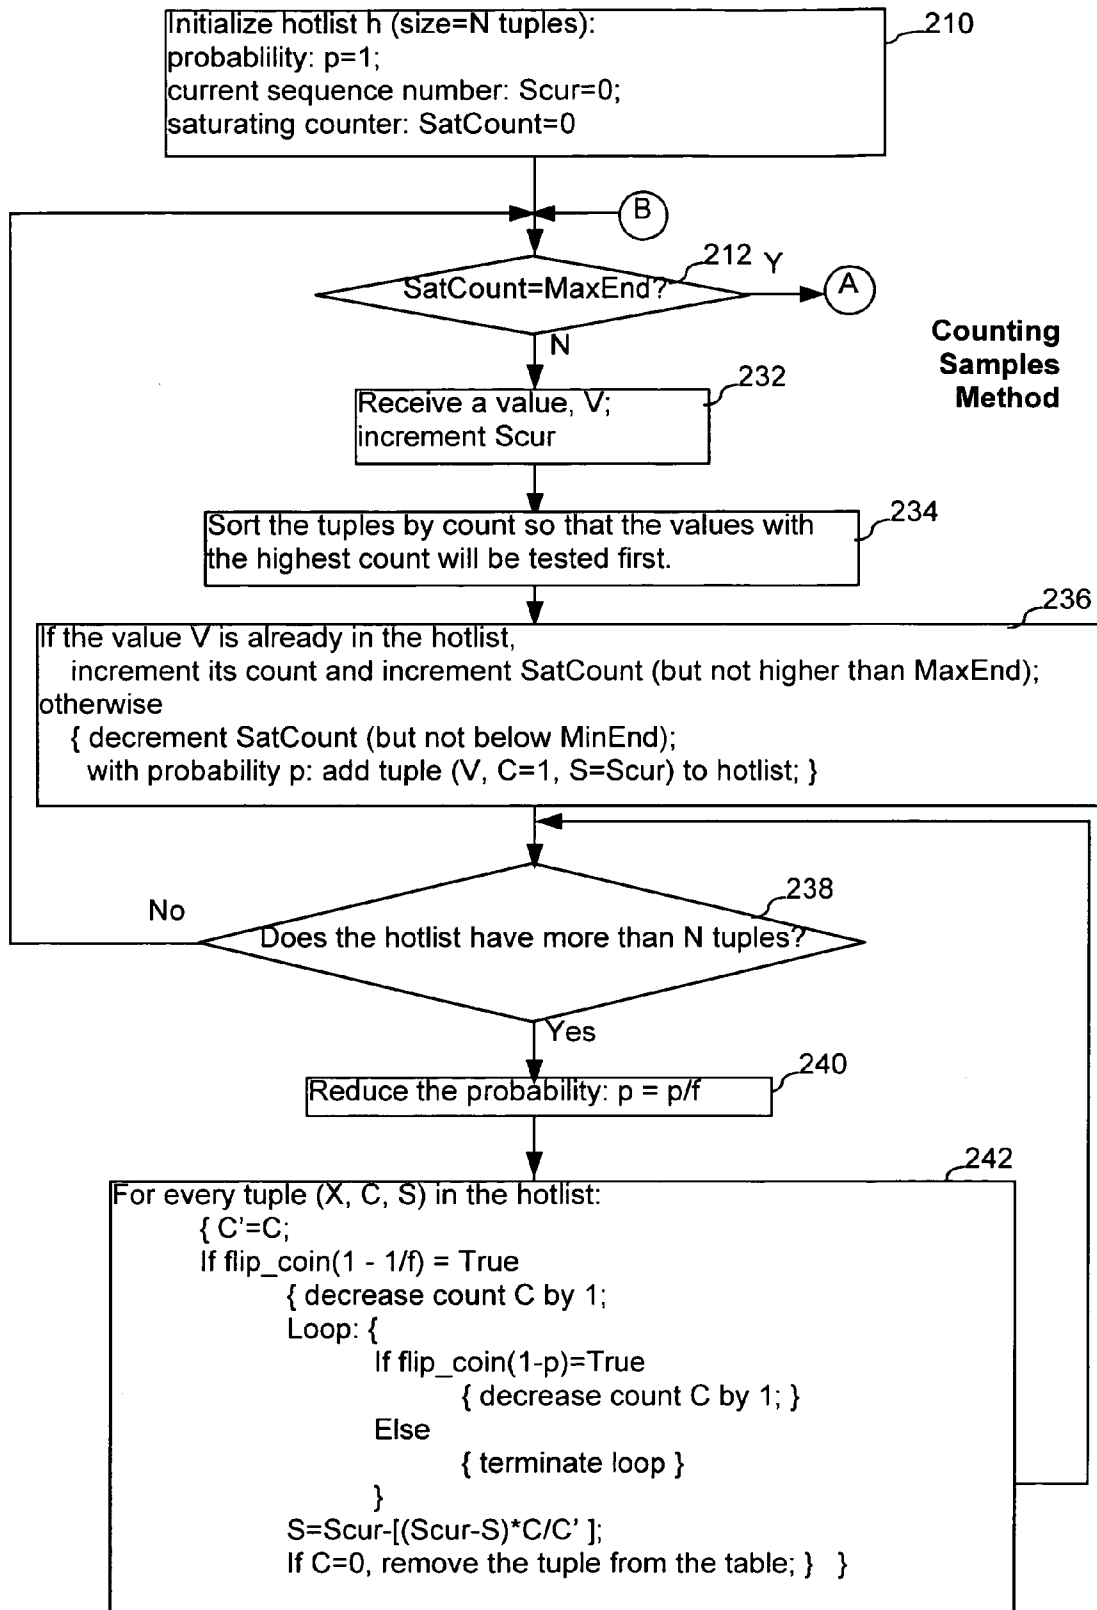 Initialize hotlist h (size=N tuples):
probablility: p=1;
current sequence number: Scur=0;
saturating counter: SatCount=0
210
B
212
Y
SatCount=MaxEnd?
A
N
Counting
Samples
Method
232
Receive a value, V;
increment Scur
234
Sort the tuples by count so that the values with
the highest count will be tested first.
236
If the value V is already in the hotlist,
increment its count and increment SatCount (but not higher than MaxEnd);
otherwise
{ decrement SatCount (but not below MinEnd);
with probability p: add tuple (V, C=1, S=Scur) to hotlist; }
238
No
Does the hotlist have more than N tuples?
Yes
240
Reduce the probability: p = p/f
242
For every tuple (X, C, S) in the hotlist:
{ C'=C;
If flip_coin(1 - 1/f) = True
{ decrease count C by 1;
Loop: {
If flip_coin(1-p)=True
{ decrease count C by 1; }
Else
{ terminate loop }
}
S=Scur-[(Scur-S)*C/C' ];
If C=0, remove the tuple from the table; } }